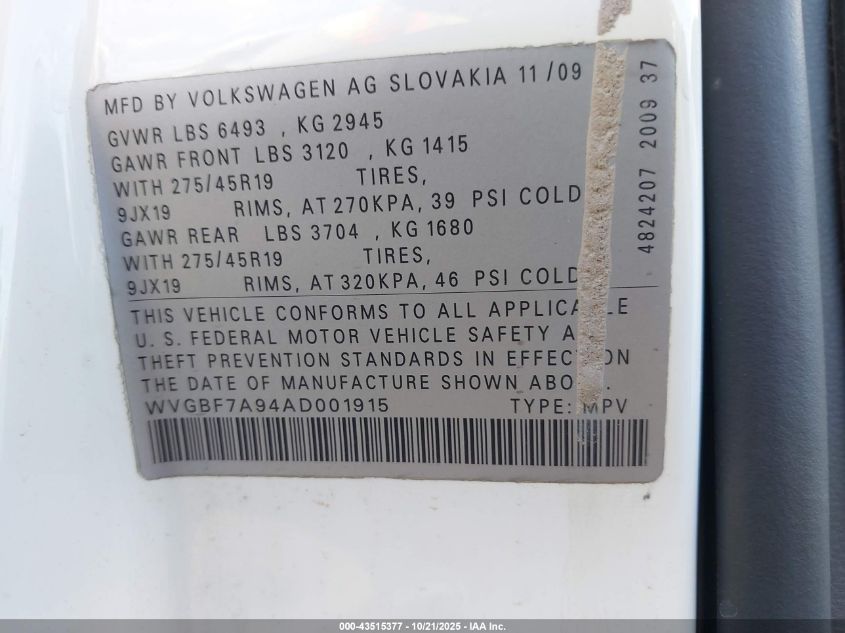 MFD BY VOLKSWAGEN AG SLOVAKIA 11/09
GVWR LBS 6493 , KG 2945
GAWR FRONT LBS 3120 , KG 1415
WITH 275/45R19 TIRES,
9JX19 RIMS, AT 270KPA, 39 PSI COLD
GAWR REAR LBS 3704 , KG 1680
WITH 275/45R19 TIRES,
9JX19 RIMS, AT 320KPA, 46 PSI COLD
THIS VEHICLE CONFORMS TO ALL APPLICABLE
U. S. FEDERAL MOTOR VEHICLE SAFETY A
THEFT PREVENTION STANDARDS IN EFFECT ON
THE DATE OF MANUFACTURE SHOWN ABO .
WVGBF7A94AD001915 TYPE: MPV
4824207 2009 37
000-43515377 - 10/21/2025 - IAA Inc.